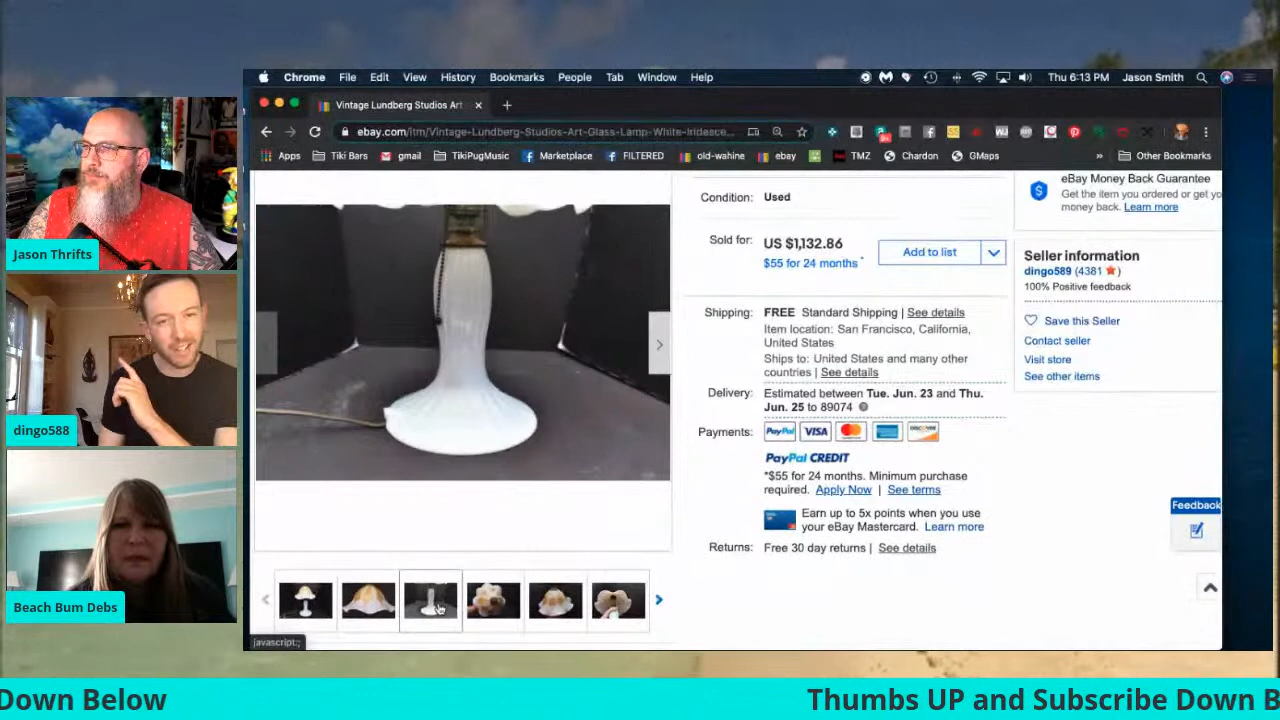 Chrome File Edit View History Bookmarks People Tab Window Help
Thu 6:13 PM Jason Smith
Vintage Lundberg Studios Art
ebay.com/itm/Vintage-Lundberg-Studios-Art-Glass-Lamp-White-Iridesce...
Apps Tiki Bars gmail TikiPugMusic Marketplace FILTERED old-wahine ebay TMZ Chardon GMaps » Other Bookmarks
Jason Thrifts
dingo588
Beach Bum Debs
Condition: Used
Sold for: US $1,132.86
$55 for 24 months *
Add to list
Shipping: FREE Standard Shipping | See details
Item location: San Francisco, California,
United States
Ships to: United States and many other
countries | See details
Delivery: Estimated between Tue. Jun. 23 and Thu.
Jun. 25 to 89074
Payments: PayPal VISA MasterCard DISCOVER
PayPal CREDIT
*$55 for 24 months. Minimum purchase
required. Apply Now | See terms
Earn up to 5x points when you use
your eBay Mastercard. Learn more
Returns: Free 30 day returns | See details
eBay Money Back Guarantee
Get the item you ordered or get yo
money back. Learn more
Seller information
dingo589 (4381 )
100% Positive feedback
Save this Seller
Contact seller
Visit store
See other items
Feedback
javascript:;
Down Below
Thumbs UP and Subscribe Down B